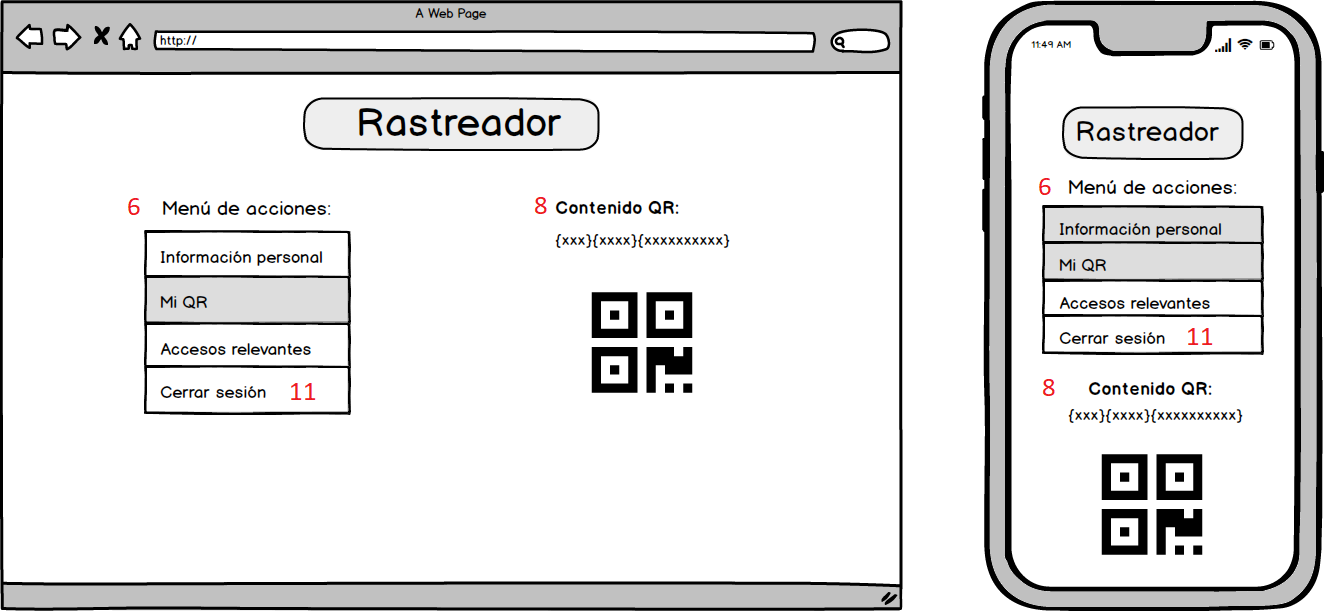 A Web Page
http://
Rastreador
6 Menú de acciones:
Información personal
Mi QR
Accesos relevantes
Cerrar sesión 11
8 Contenido QR:
{xxx}{xxxx}{xxxxxxxxxx}
11:49 AM
Rastreador
6 Menú de acciones:
Información personal
Mi QR
Accesos relevantes
Cerrar sesión 11
8 Contenido QR:
{xxx}{xxxx}{xxxxxxxxxx}